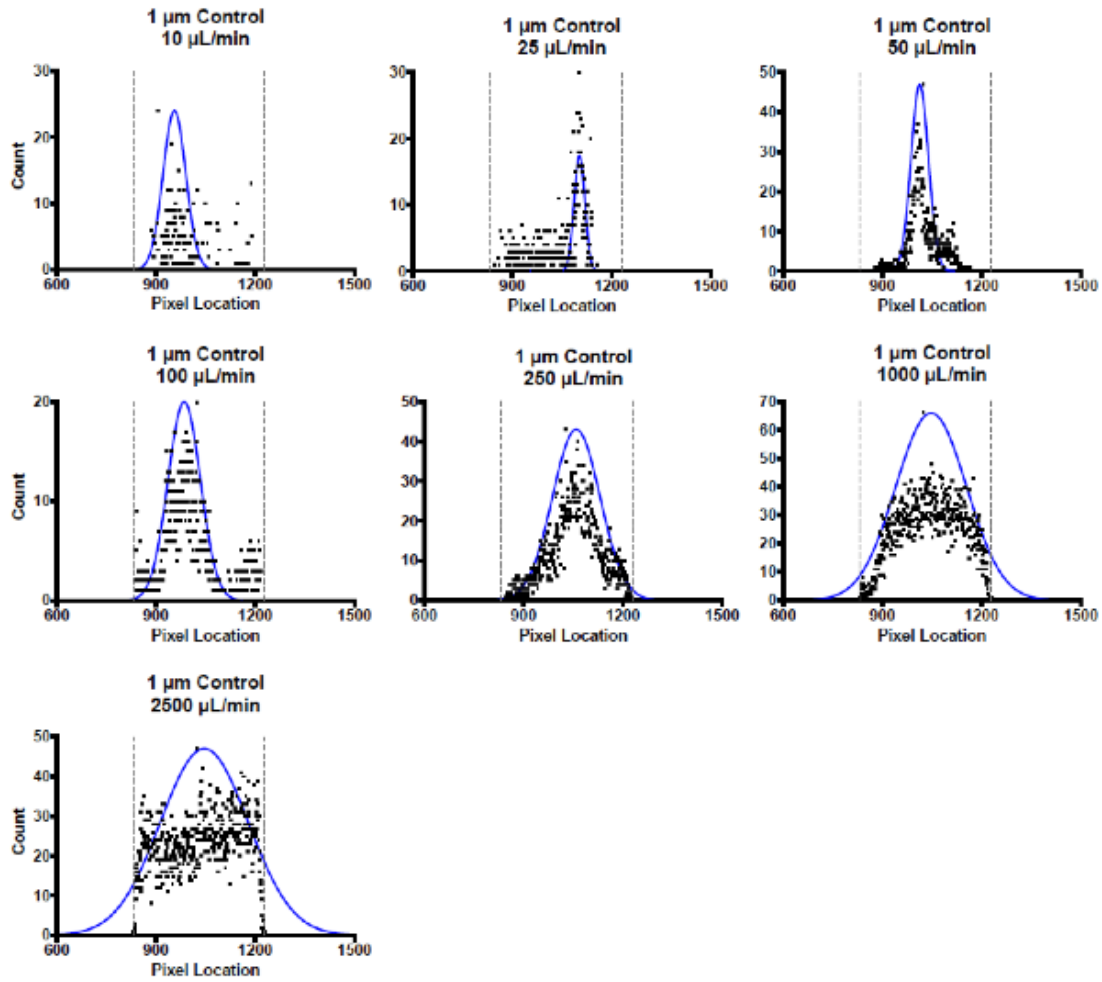 1 µm Control
10 µL/min
30
20
10
0
Count
600 900 1200 1500
Pixel Location
1 µm Control
25 µL/min
30
20
10
0
900 1200 1500
Pixel Location
1 µm Control
50 µL/min
50
40
30
20
10
0
600 900 1200 1500
Pixel Location
1 µm Control
100 µL/min
20
10
0
Count
600 900 1200 1500
Pixel Location
1 µm Control
250 µL/min
50
40
30
20
10
0
600 900 1200 1500
Pixel Location
1 µm Control
1000 µL/min
70
60
50
40
30
20
10
0
600 900 1200 1500
Pixel Location
1 µm Control
2500 µL/min
50
40
30
20
10
0
Count
600 900 1200 1500
Pixel Location